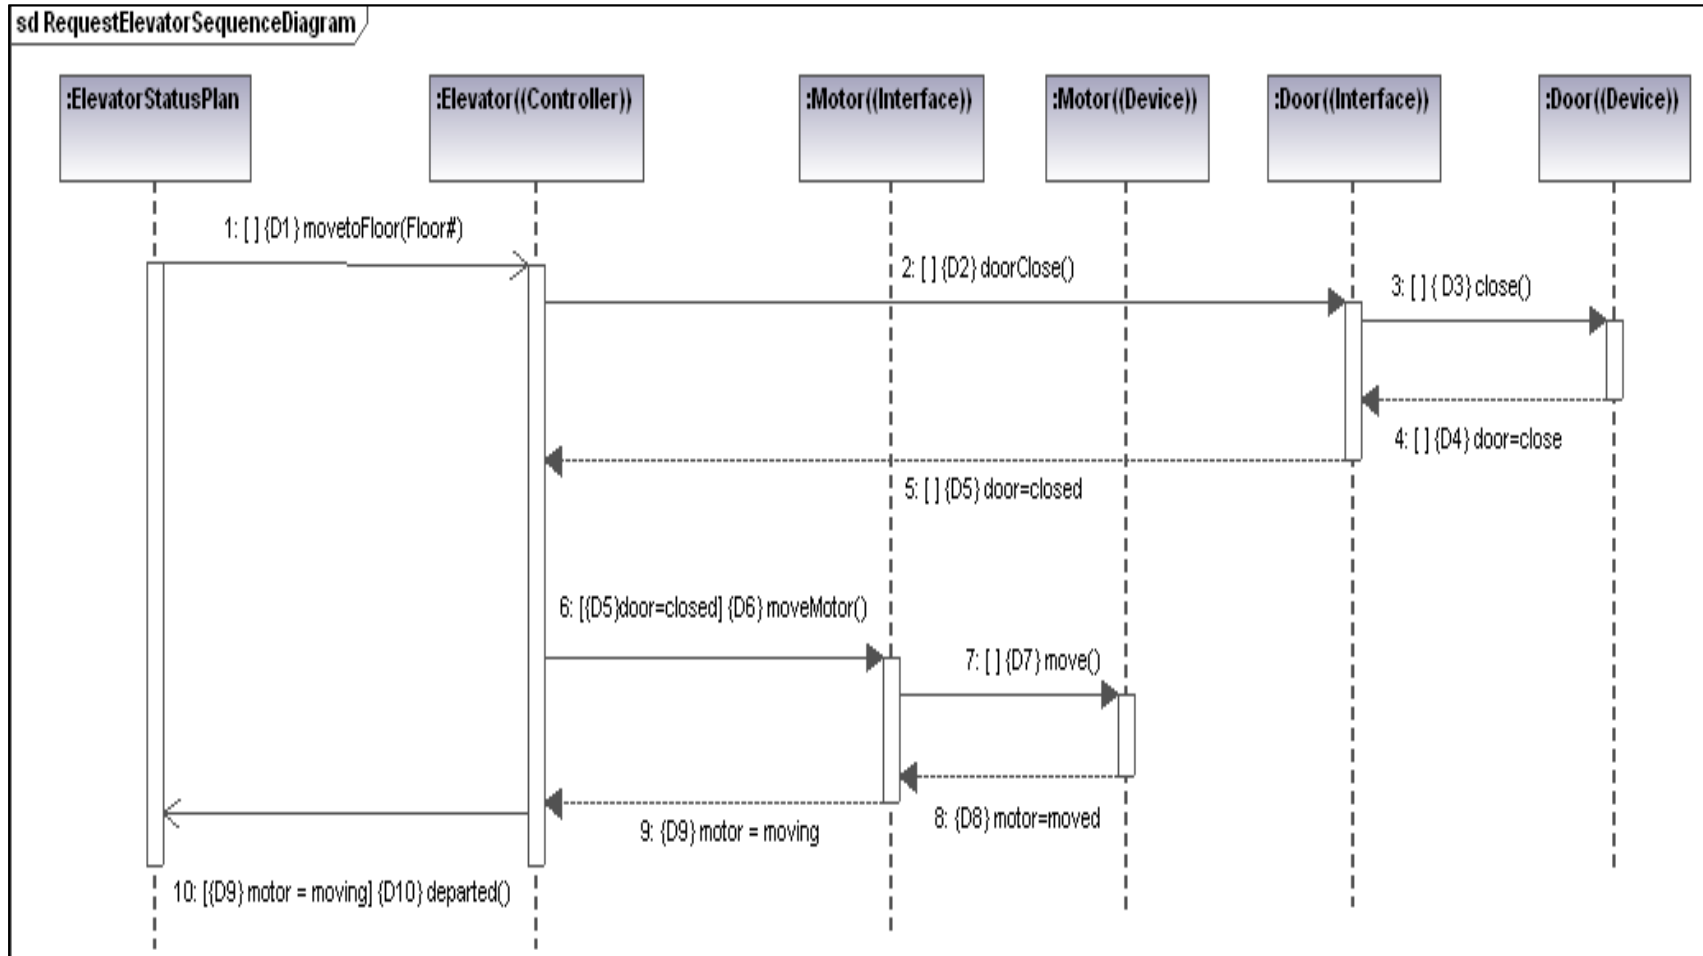 sd RequestElevatorSequenceDiagram
:ElevatorStatusPlan
:Elevator((Controller))
:Motor((Interface))
:Motor((Device))
:Door((Interface))
:Door((Device))
1: [ ] {D1} movetoFloor(Floor#)
2: [ ] {D2} doorClose()
3: [ ] { D3} close()
4: [ ] {D4} door=close
5: [ ] {D5} door=closed
6: [{D5}door=closed] {D6} moveMotor()
7: [ ] {D7} move()
8: {D8} motor=moved
9: {D9} motor = moving
10: [{D9} motor = moving] {D10} departed()